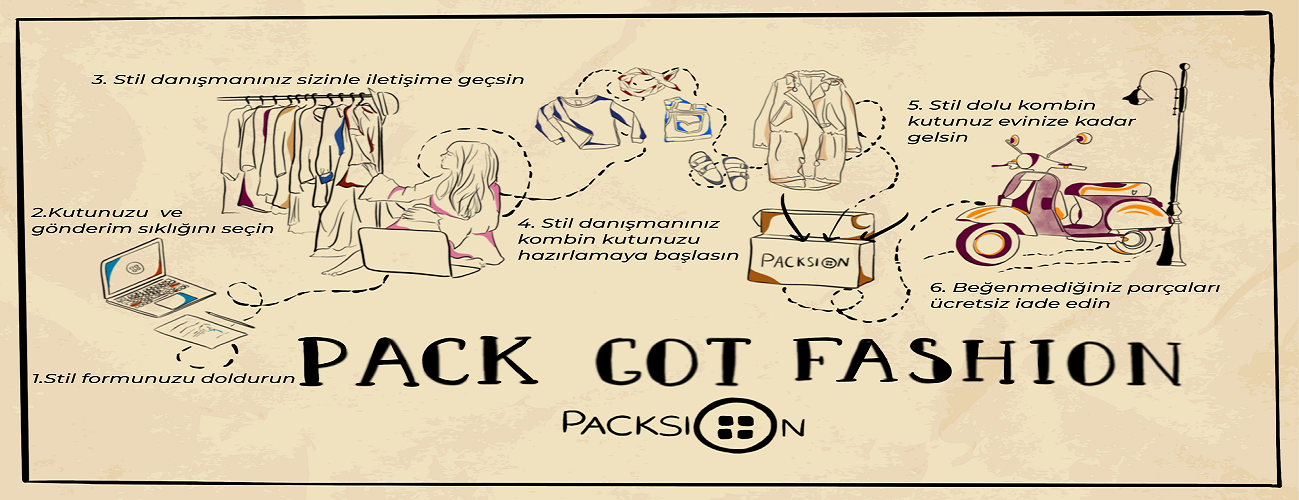 3. Stil danışmanınız sizinle iletişime geçsin
5. Stil dolu kombin
kutunuz evinize kadar
gelsin
2.Kutunuzu ve
gönderim sıklığını seçin
4. Stil danışmanınız
kombin kutunuzu
hazırlamaya başlasın
PACKSION
6. Beğenmediğiniz parçaları
ücretsiz iade edin
1.Stil formunuzu doldurun
PACK GOT FASHION
PACKSION